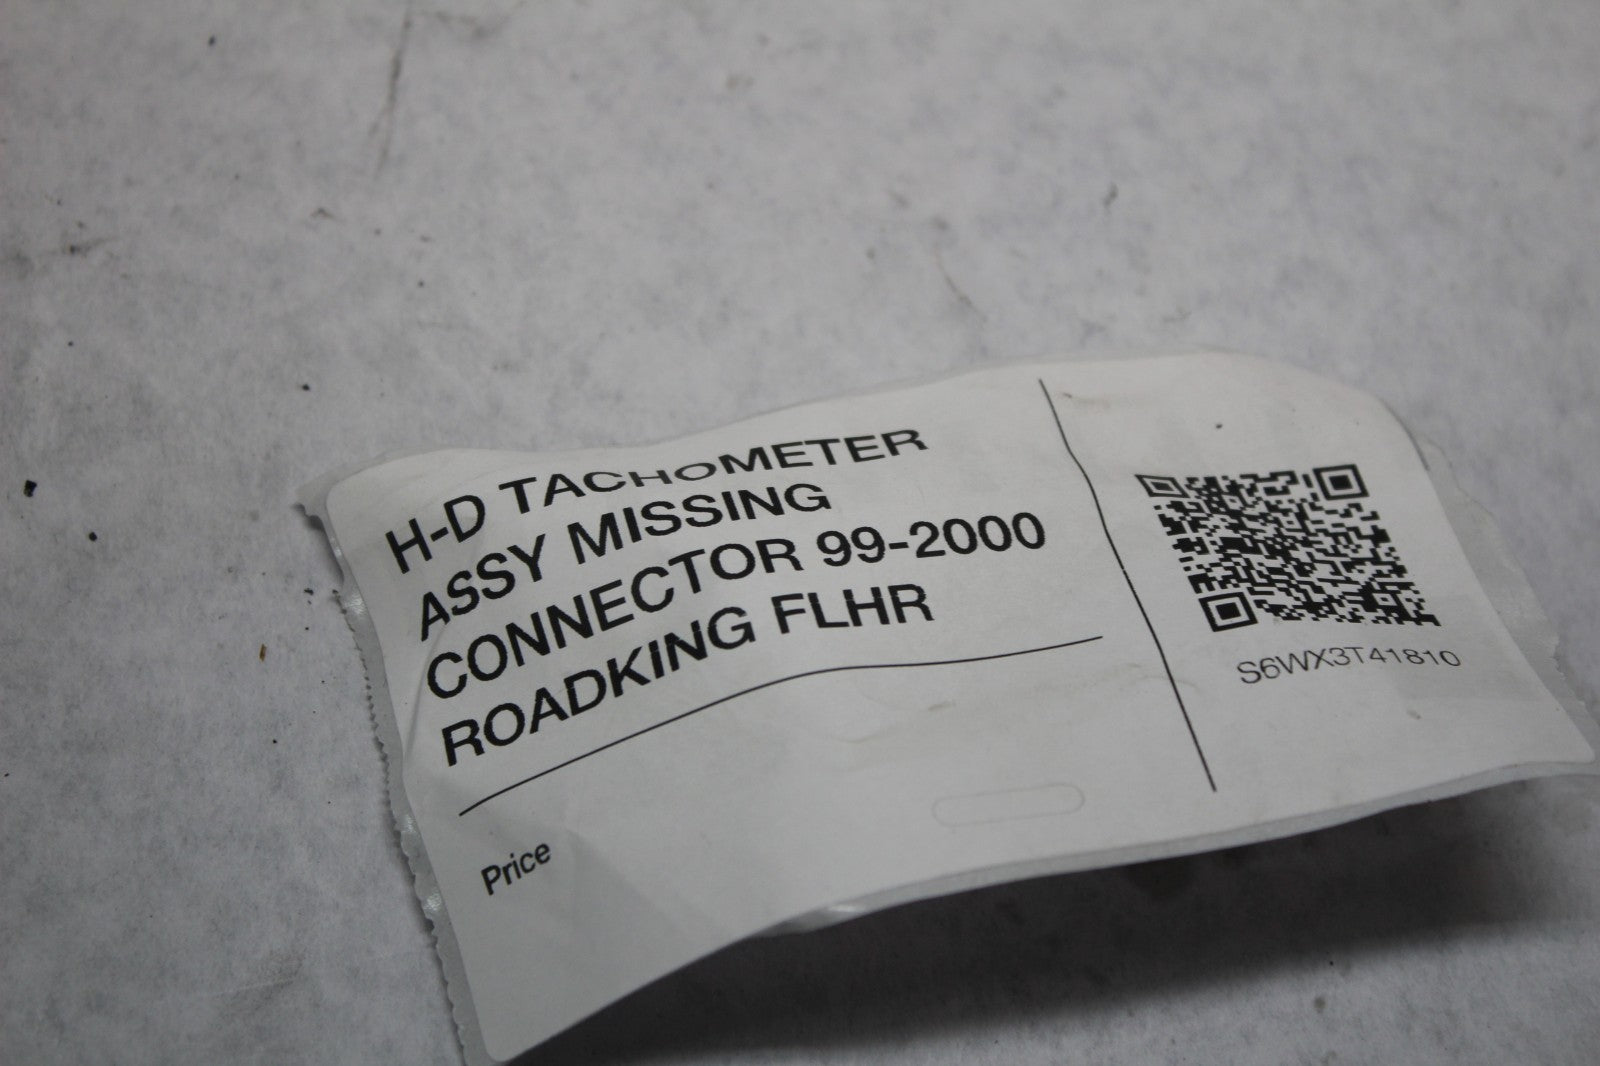 H-D TACHOMETER
ASSY MISSING
CONNECTOR 99-2000
ROADKING FLHR
Price
S6WX3T41810